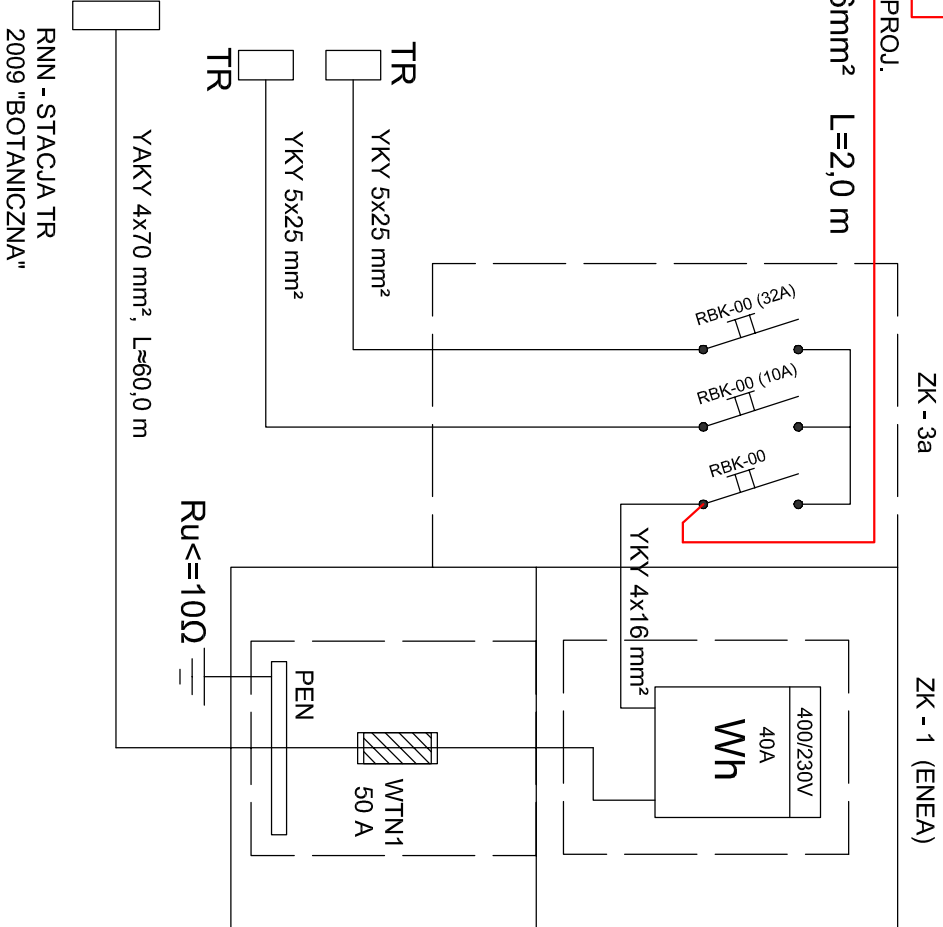 PROJ.
6mm² L=2,0 m
TR
TR
YKY 5x25 mm²
YKY 5x25 mm²
YAKY 4x70 mm², L≈60,0 m
RNN - STACJA TR
2009 "BOTANICZNA"
ZK - 3a
RBK-00 (32A)
RBK-00 (10A)
RBK-00
YKY 4x16 mm²
ZK - 1 (ENEA)
400/230V
40A
Wh
Ru<=10Ω
PEN
WTN1
50 A